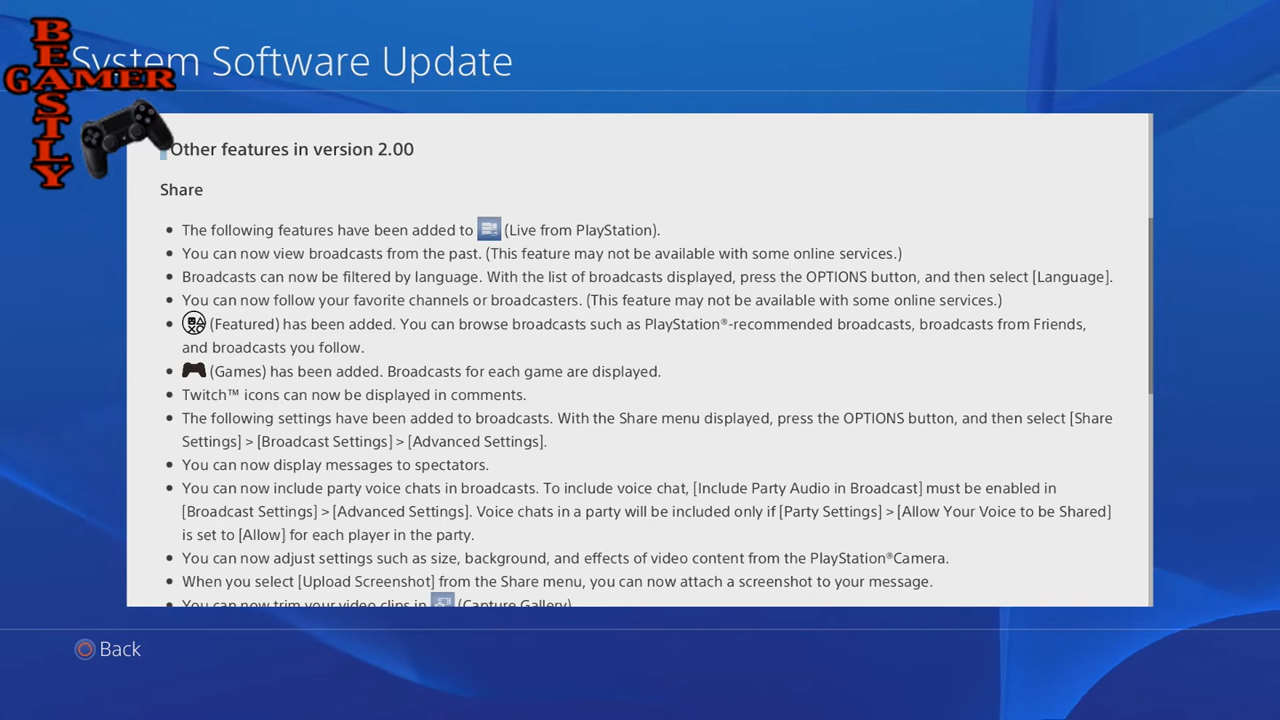 BEASTLY
GAMER
System Software Update
Other features in version 2.00
Share
• The following features have been added to (Live from PlayStation).
• You can now view broadcasts from the past. (This feature may not be available with some online services.)
• Broadcasts can now be filtered by language. With the list of broadcasts displayed, press the OPTIONS button, and then select [Language].
• You can now follow your favorite channels or broadcasters. (This feature may not be available with some online services.)
• (Featured) has been added. You can browse broadcasts such as PlayStation®-recommended broadcasts, broadcasts from Friends,
and broadcasts you follow.
• (Games) has been added. Broadcasts for each game are displayed.
• Twitch™ icons can now be displayed in comments.
• The following settings have been added to broadcasts. With the Share menu displayed, press the OPTIONS button, and then select [Share
Settings] > [Broadcast Settings] > [Advanced Settings].
• You can now display messages to spectators.
• You can now include party voice chats in broadcasts. To include voice chat, [Include Party Audio in Broadcast] must be enabled in
[Broadcast Settings] > [Advanced Settings]. Voice chats in a party will be included only if [Party Settings] > [Allow Your Voice to be Shared]
is set to [Allow] for each player in the party.
• You can now adjust settings such as size, background, and effects of video content from the PlayStation®Camera.
• When you select [Upload Screenshot] from the Share menu, you can now attach a screenshot to your message.
• You can now trim your video clips in (Capture Gallery)
Back